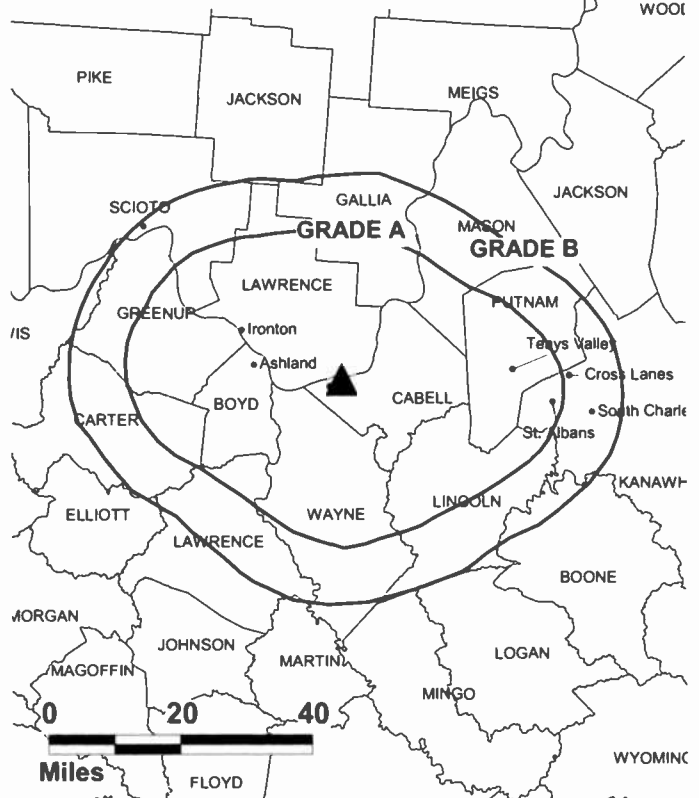 WOOD
PIKE
JACKSON
MEIGS
JACKSON
GALLIA
SCIOTO
MASON
GRADE A
GRADE B
LAWRENCE
PUTNAM
GREENUP
Ironton
VIS
Teays Valley
Ashland
Cross Lanes
CABELL
BOYD
South Charle
CARTER
St. Albans
KANAWH
LINCOLN
ELLIOTT
WAYNE
LAWRENCE
BOONE
MORGAN
JOHNSON
LOGAN
MARTIN
MAGOFFIN
MINGO
0 20 40
WYOMING
Miles
FLOYD